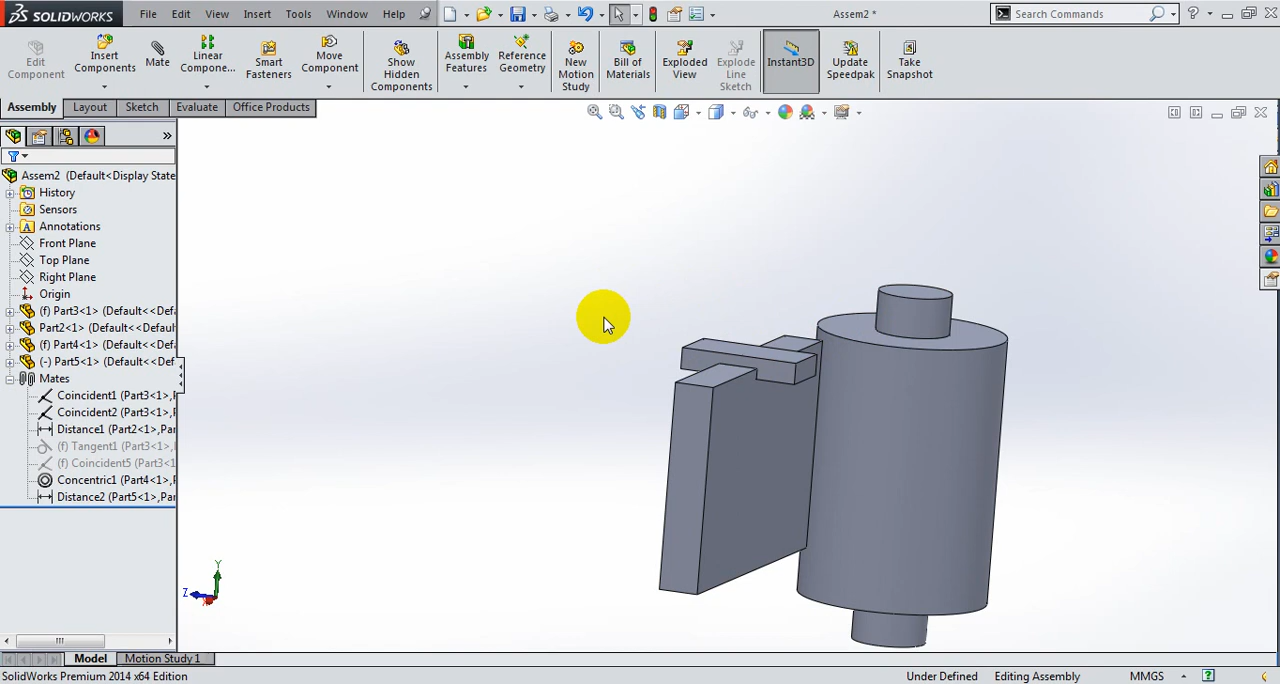 SOLIDWORKS File Edit View Insert Tools Window Help Assem2 * Search Commands
Edit Component
Insert Components
Mate
Linear Compone...
Smart Fasteners
Move Component
Show Hidden Components
Assembly Features
Reference Geometry
New Motion Study
Bill of Materials
Exploded View
Explode Line Sketch
Instant3D
Update Speedpak
Take Snapshot
Assembly Layout Sketch Evaluate Office Products
Assem2 (Default<Display State
History
Sensors
Annotations
Front Plane
Top Plane
Right Plane
Origin
(f) Part3<1> (Default<<Def
Part2<1> (Default<<Default
(f) Part4<1> (Default<<Def
(-) Part5<1> (Default<<Def
Mates
Coincident1 (Part3<1>,P
Coincident2 (Part3<1>,P
Distance1 (Part2<1>,Par
(f) Tangent1 (Part3<1>,
(f) Coincident5 (Part3<1
Concentric1 (Part4<1>,P
Distance2 (Part5<1>,Par
Y
Z
X
Model Motion Study 1
SolidWorks Premium 2014 x64 Edition Under Defined Editing Assembly MMGS